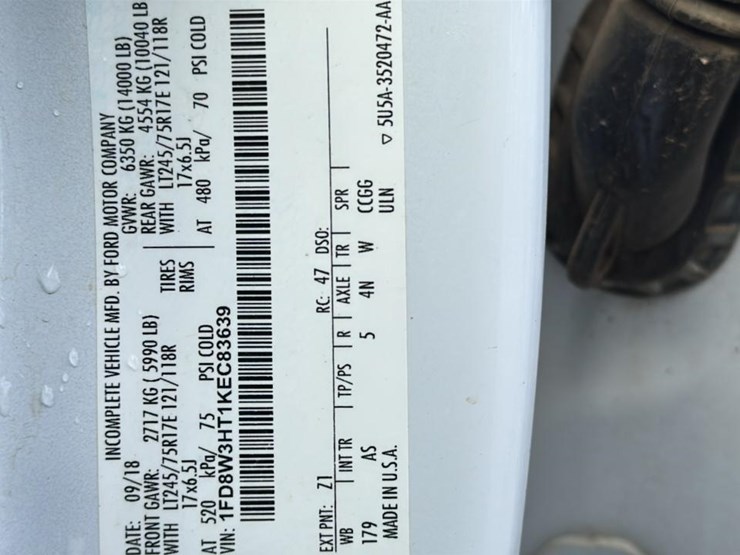 INCOMPLETE VEHICLE MFD. BY FORD MOTOR COMPANY
DATE: 09/18 GVWR: 6350 KG (14000 LB)
FRONT GAWR: 2717 KG ( 5990 LB) REAR GAWR: 4554 KG (10040 LB
WITH LT245/75R17E 121/118R TIRES WITH LT245/75R17E 121/118R
17x6.5J RIMS 17x6.5J
AT 520 kPa/ 75 PSI COLD AT 480 kPa/ 70 PSI COLD
VIN: 1FD8W3HT1KEC83639
EXT PNT: Z1 RC: 47 DSO:
WB INT TR TP/PS R AXLE TR SPR
179 AS 5 4N W CCGG
ULN
MADE IN U.S.A. ▽ 5U5A-3520472-AA